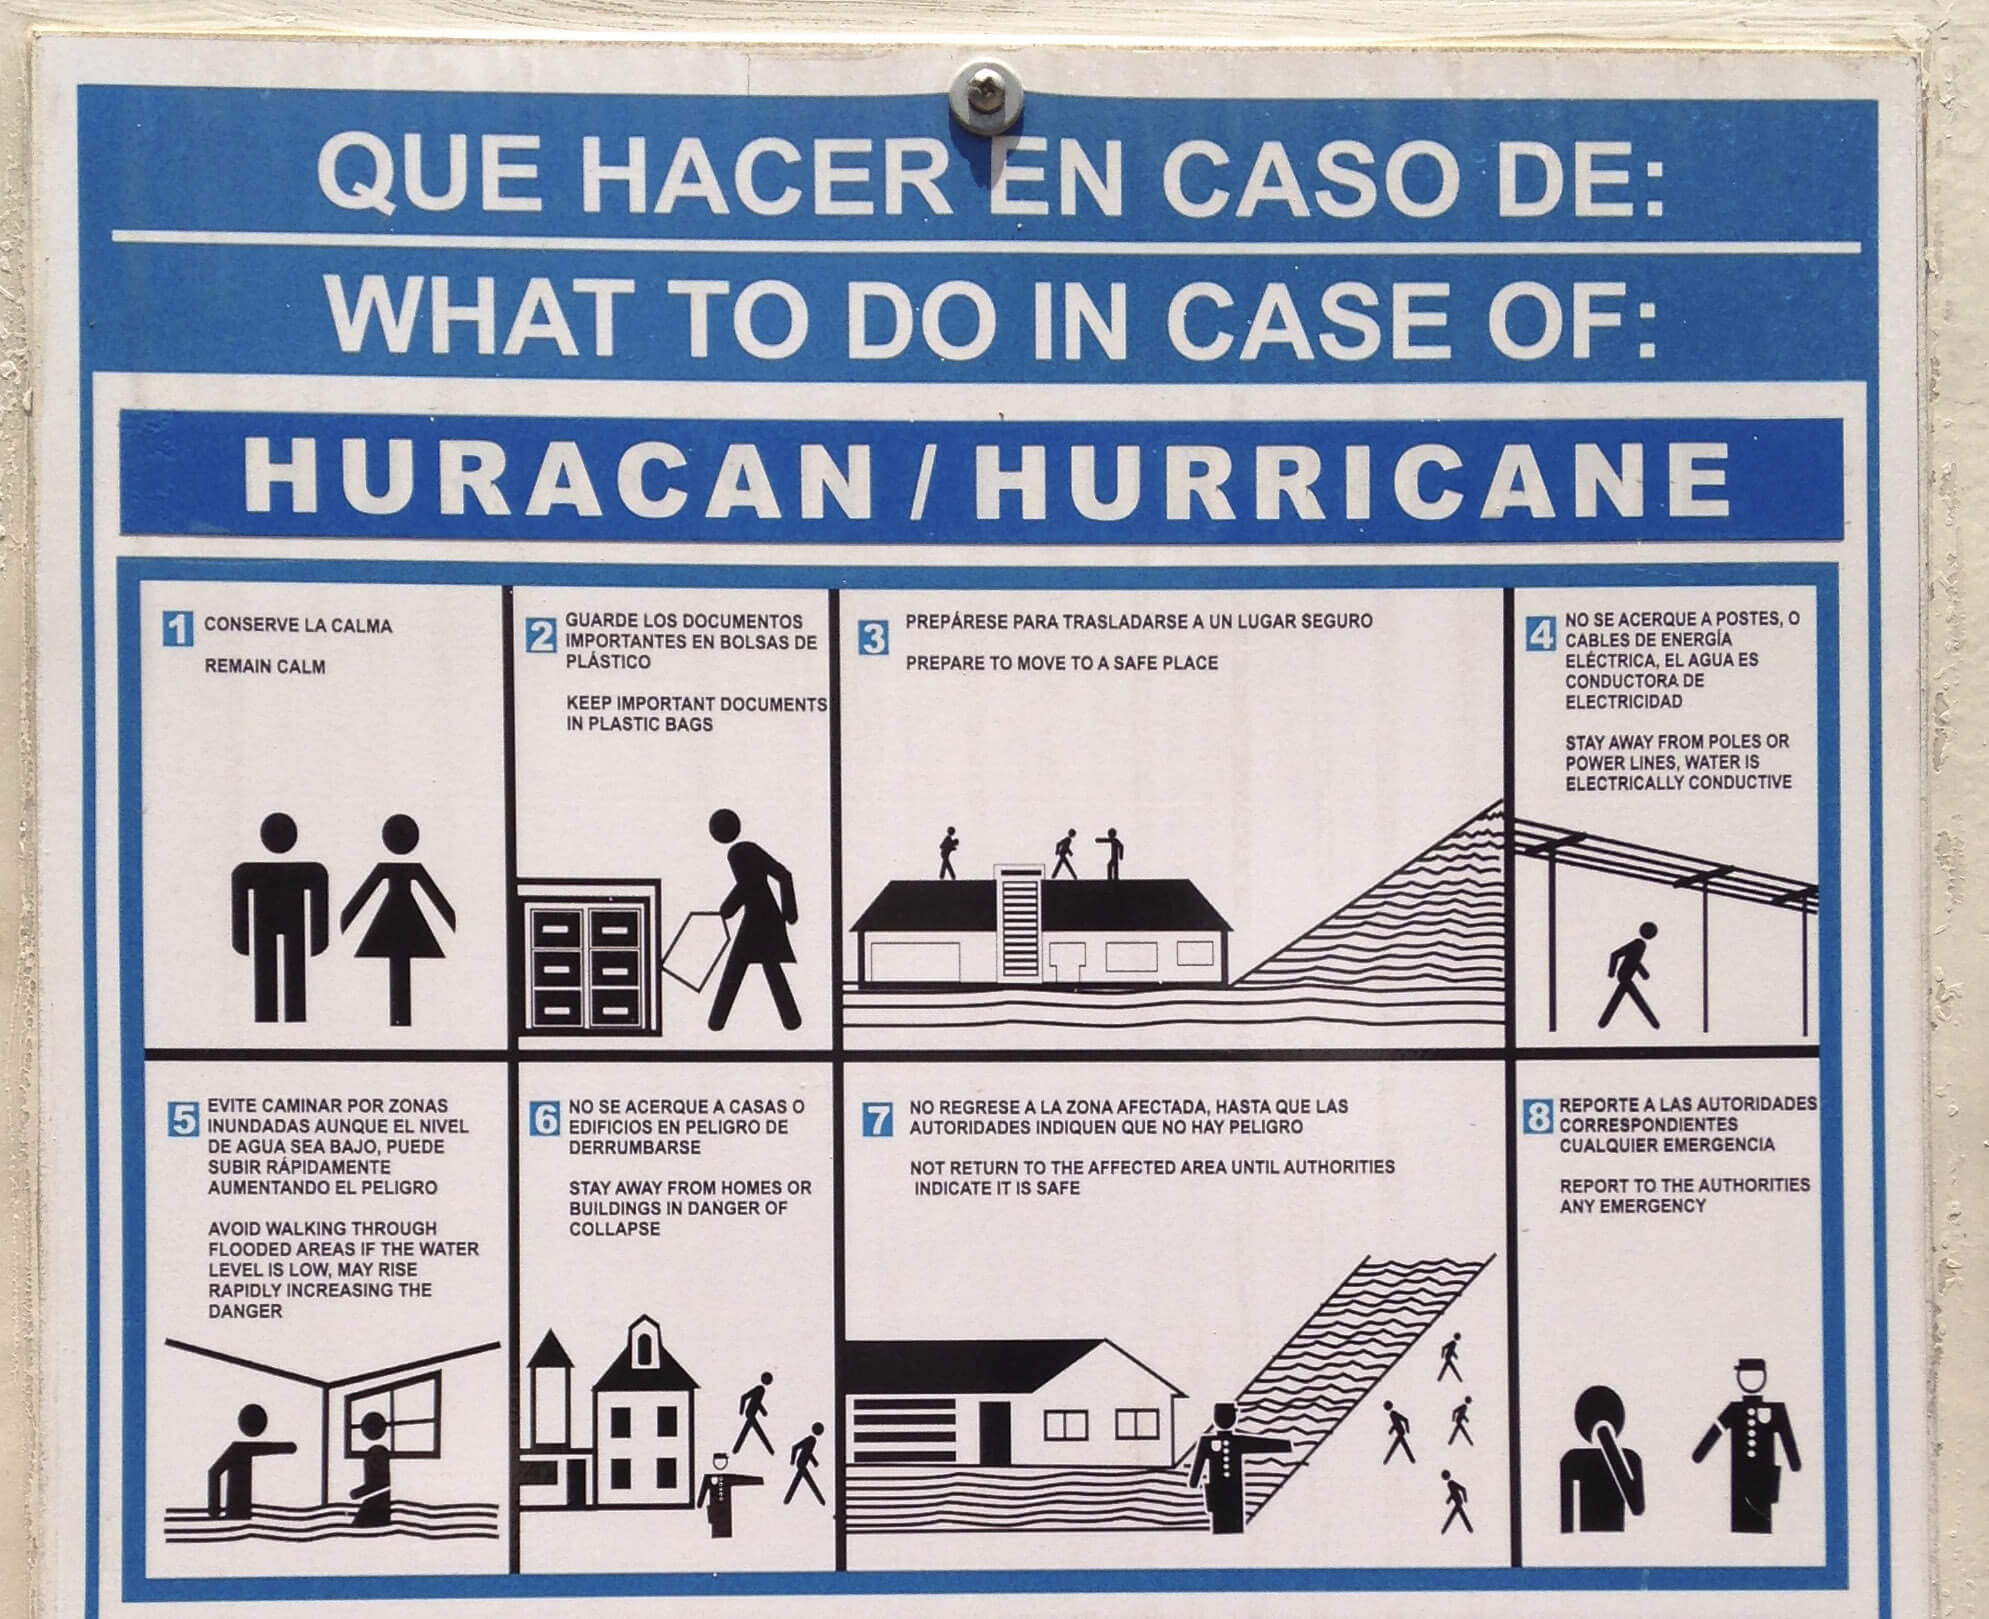 QUE HACER EN CASO DE:
WHAT TO DO IN CASE OF:
HURACAN / HURRICANE
1 CONSERVE LA CALMA
REMAIN CALM
2 GUARDE LOS DOCUMENTOS
IMPORTANTES EN BOLSAS DE
PLÁSTICO
KEEP IMPORTANT DOCUMENTS
IN PLASTIC BAGS
3 PREPÁRESE PARA TRASLADARSE A UN LUGAR SEGURO
PREPARE TO MOVE TO A SAFE PLACE
4 NO SE ACERQUE A POSTES, O
CABLES DE ENERGÍA
ELÉCTRICA, EL AGUA ES
CONDUCTORA DE
ELECTRICIDAD
STAY AWAY FROM POLES OR
POWER LINES, WATER IS
ELECTRICALLY CONDUCTIVE
5 EVITE CAMINAR POR ZONAS
INUNDADAS AUNQUE EL NIVEL
DE AGUA SEA BAJO, PUEDE
SUBIR RÁPIDAMENTE
AUMENTANDO EL PELIGRO
AVOID WALKING THROUGH
FLOODED AREAS IF THE WATER
LEVEL IS LOW, MAY RISE
RAPIDLY INCREASING THE
DANGER
6 NO SE ACERQUE A CASAS O
EDIFICIOS EN PELIGRO DE
DERRUMBARSE
STAY AWAY FROM HOMES OR
BUILDINGS IN DANGER OF
COLLAPSE
7 NO REGRESE A LA ZONA AFECTADA, HASTA QUE LAS
AUTORIDADES INDIQUEN QUE NO HAY PELIGRO
NOT RETURN TO THE AFFECTED AREA UNTIL AUTHORITIES
INDICATE IT IS SAFE
8 REPORTE A LAS AUTORIDADES
CORRESPONDIENTES
CUALQUIER EMERGENCIA
REPORT TO THE AUTHORITIES
ANY EMERGENCY